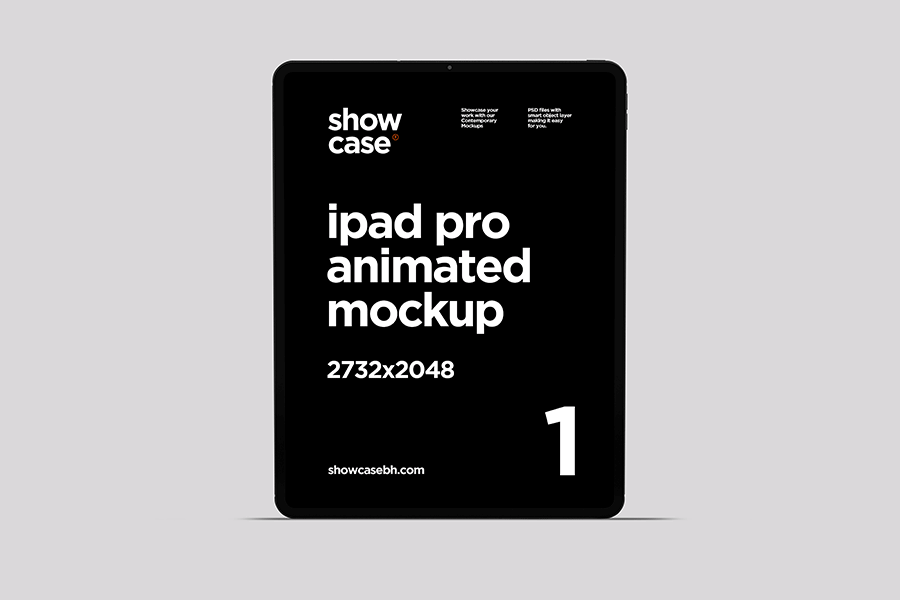 show
case
Showcase your
work with our
Contemporary
Mockups
PSD files with
smart object layer
making it easy
for you.
ipad pro
animated
mockup
2732x2048
1
showcasebh.com